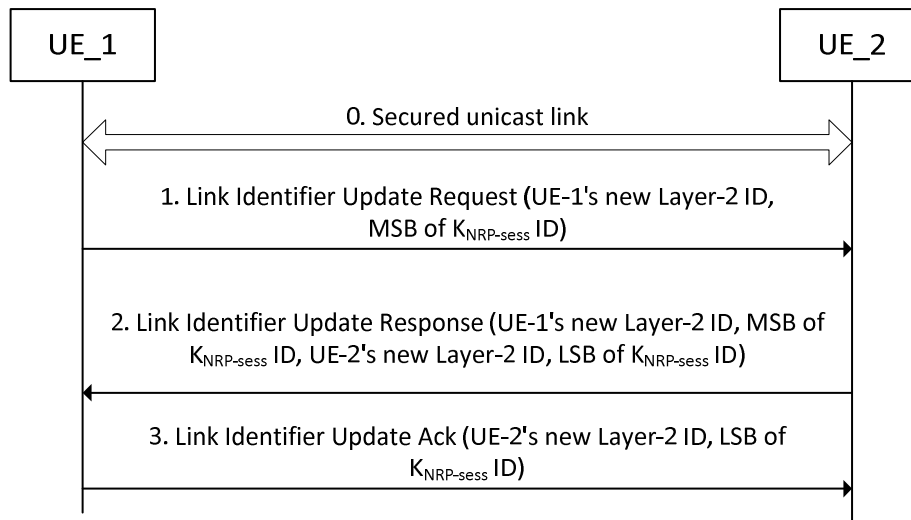 UE_1
UE_2
0. Secured unicast link
1. Link Identifier Update Request (UE-1's new Layer-2 ID,
MSB of KNRP-sess ID)
2. Link Identifier Update Response (UE-1's new Layer-2 ID, MSB of
KNRP-sess ID, UE-2's new Layer-2 ID, LSB of KNRP-sess ID)
3. Link Identifier Update Ack (UE-2's new Layer-2 ID, LSB of
KNRP-sess ID)